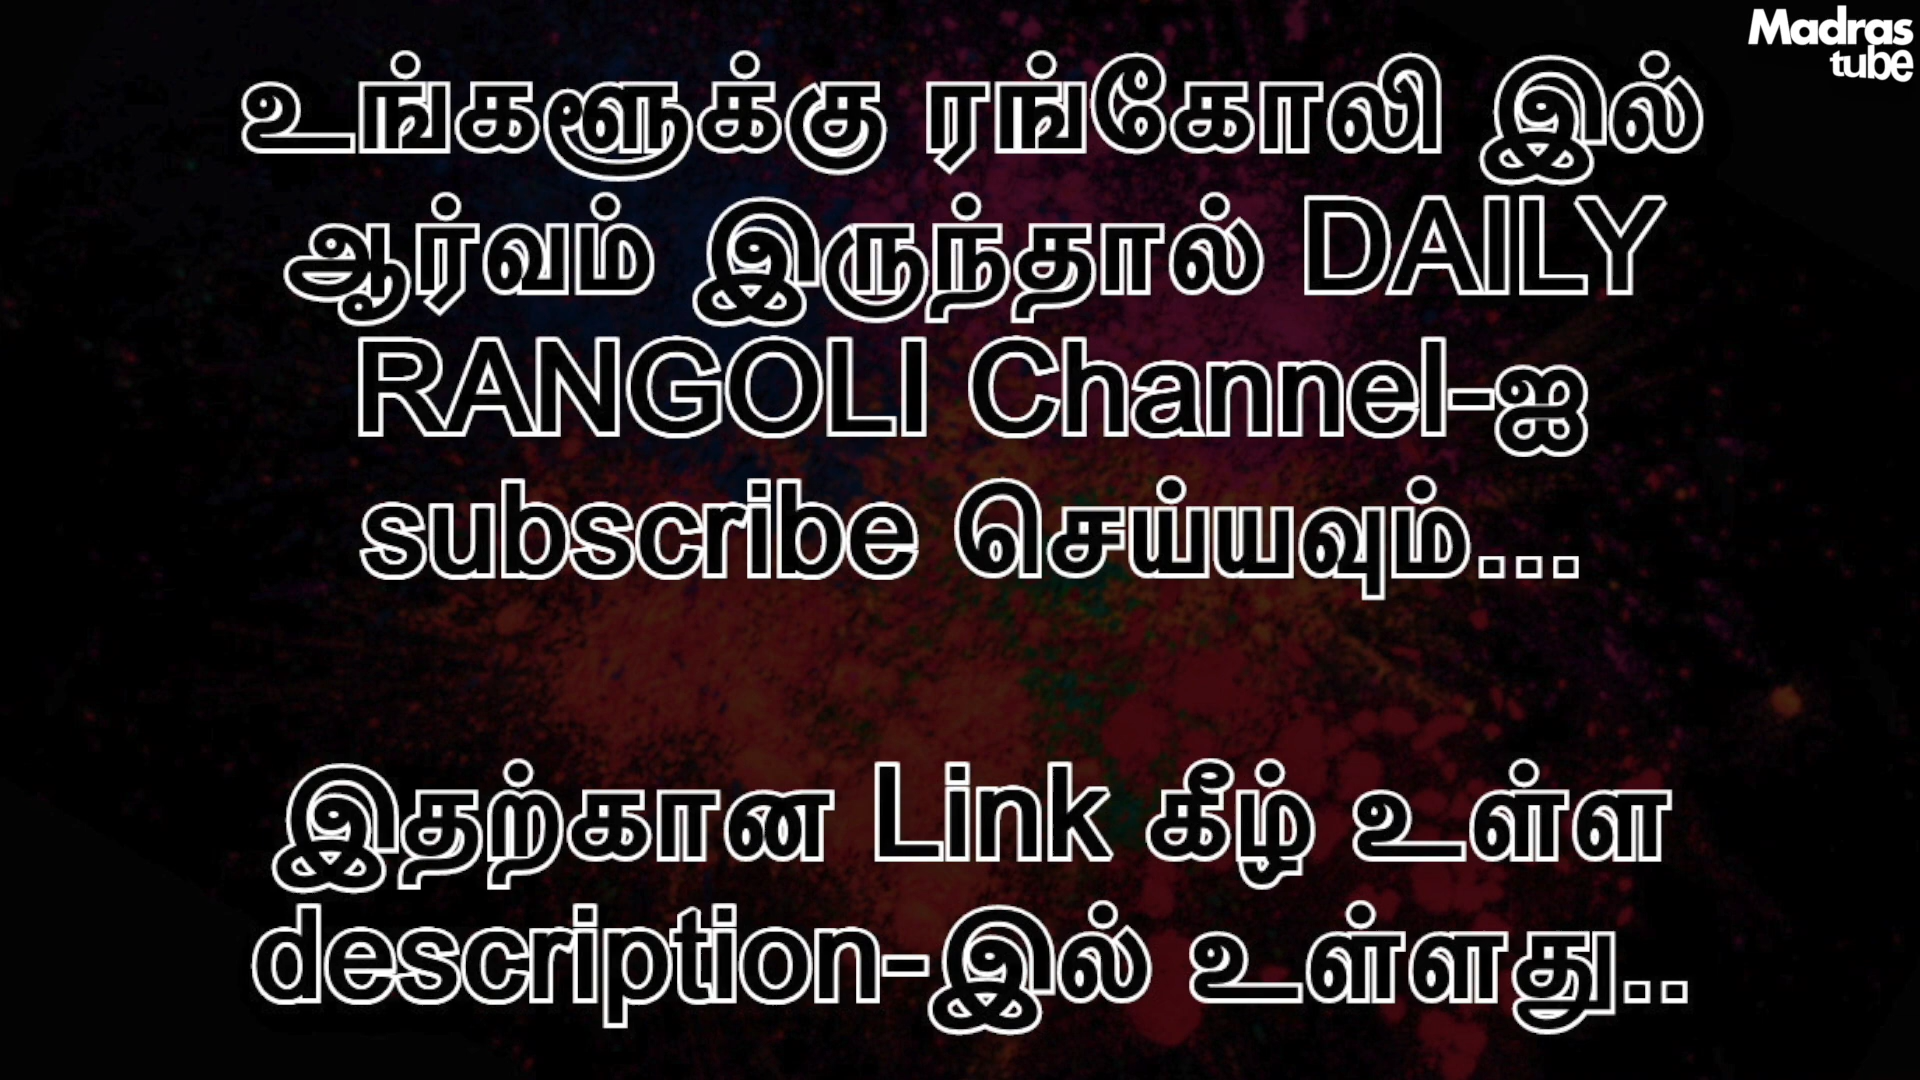 Madras
tube
உங்களூக்கு ரங்கோலி இல்
ஆர்வம் இருந்தால் DAILY
RANGOLI Channel-ஐ
subscribe செய்யவும்...
இதற்கான Link கீழ் உள்ள
description-இல் உள்ளது..